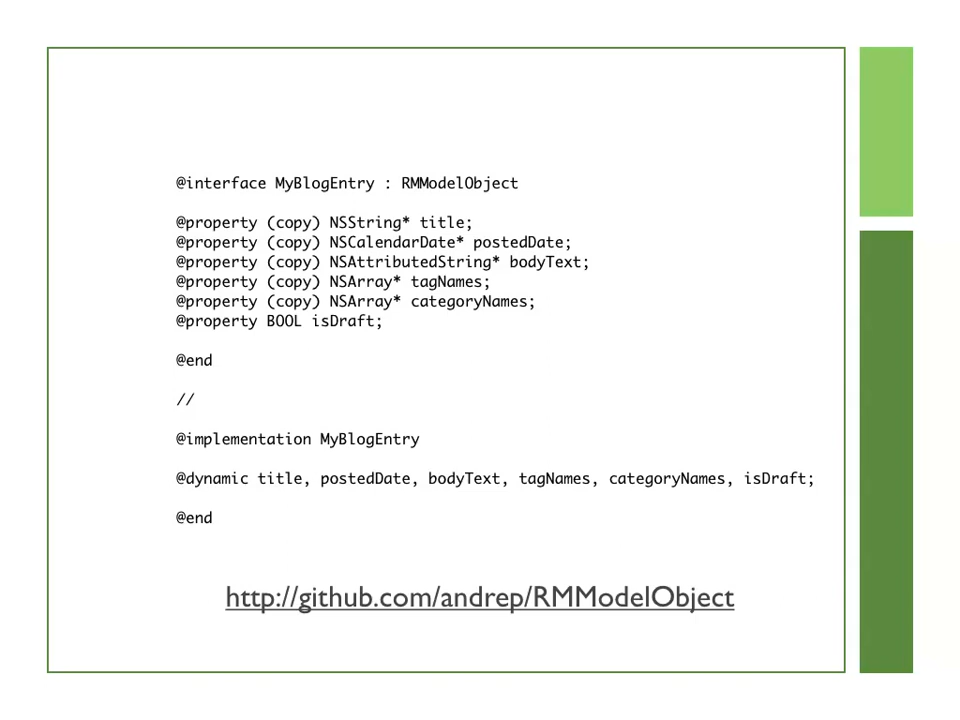 @interface MyBlogEntry : RMModelObject
@property (copy) NSString* title;
@property (copy) NSCalendarDate* postedDate;
@property (copy) NSAttributedString* bodyText;
@property (copy) NSArray* tagNames;
@property (copy) NSArray* categoryNames;
@property BOOL isDraft;
@end
//
@implementation MyBlogEntry
@dynamic title, postedDate, bodyText, tagNames, categoryNames, isDraft;
@end
http://github.com/andrep/RMModelObject